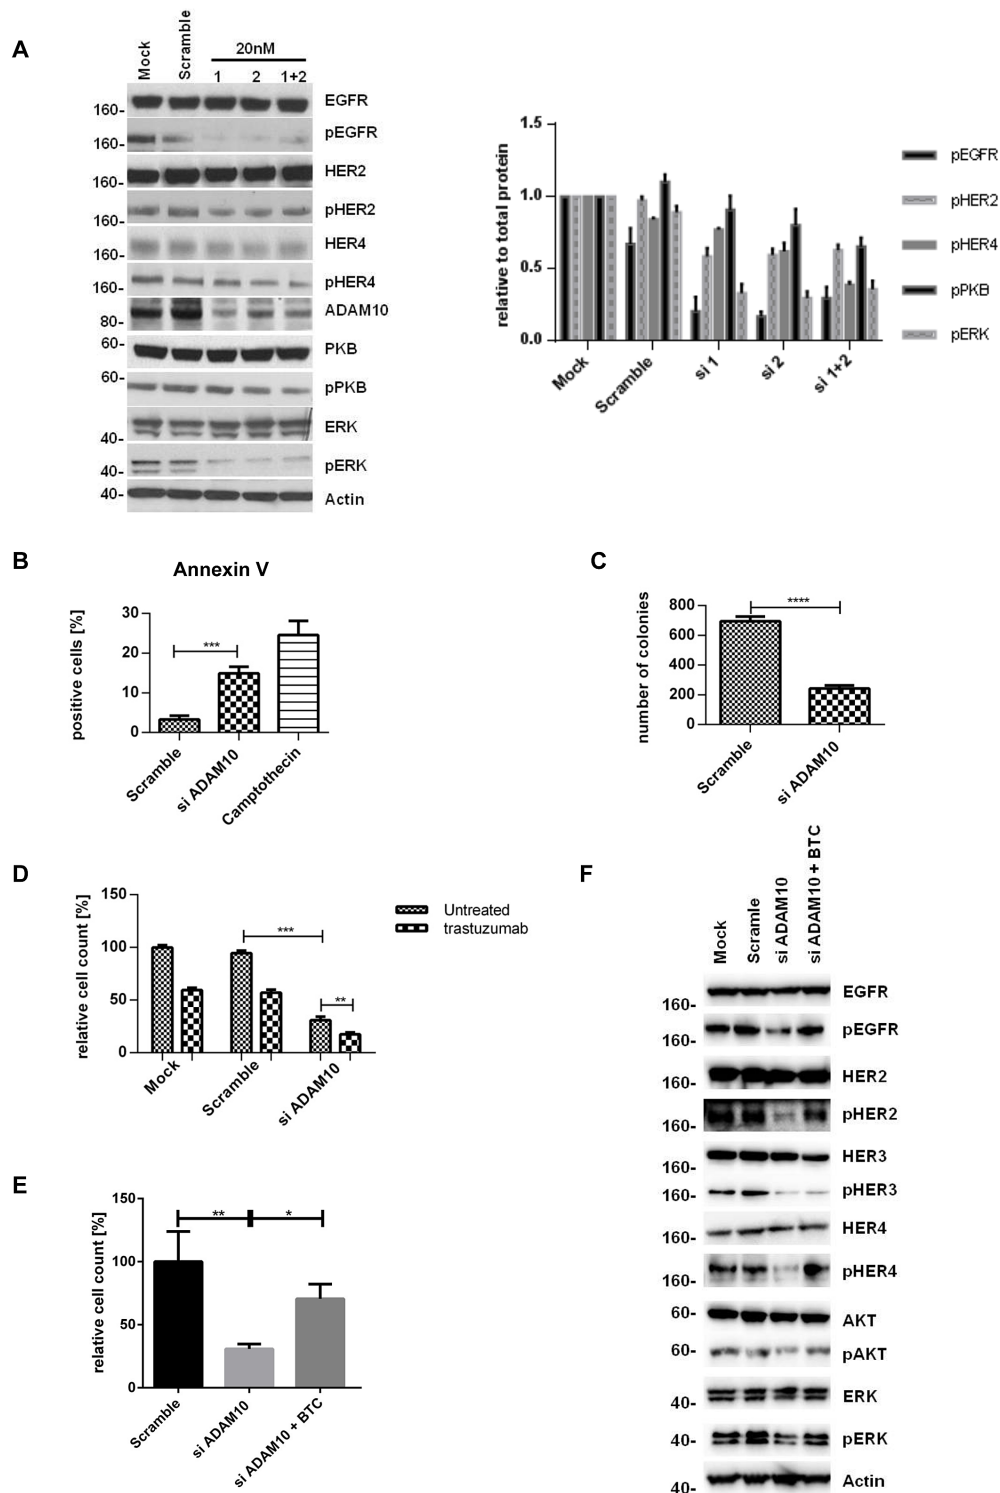 A
Mock
Scramble
20nM
1 2 1+2
160-
EGFR
160-
pEGFR
160-
HER2
160-
pHER2
HER4
160-
pHER4
80-
ADAM10
60-
PKB
60-
pPKB
40-
ERK
40-
pERK
40-
Actin
relative to total protein
1.5
1.0
0.5
0.0
Mock
Scramble
si 1
si 2
si 1+2
pEGFR
pHER2
pHER4
pPKB
pERK
B
Annexin V
positive cells [%]
30
20
10
0
***
Scramble
si ADAM10
Camptothecin
C
number of colonies
800
600
400
200
0
****
Scramble
si ADAM10
D
relative cell count [%]
150
100
50
0
***
**
Mock
Scramble
si ADAM10
Untreated
trastuzumab
E
relative cell count [%]
150
100
50
0
**
*
Scramble
si ADAM10
si ADAM10 + BTC
F
Mock
Scramle
si ADAM10
si ADAM10 + BTC
160-
EGFR
160-
pEGFR
160-
HER2
160-
pHER2
160-
HER3
160-
pHER3
160-
HER4
160-
pHER4
60-
AKT
60-
pAKT
40-
ERK
40-
pERK
40-
Actin